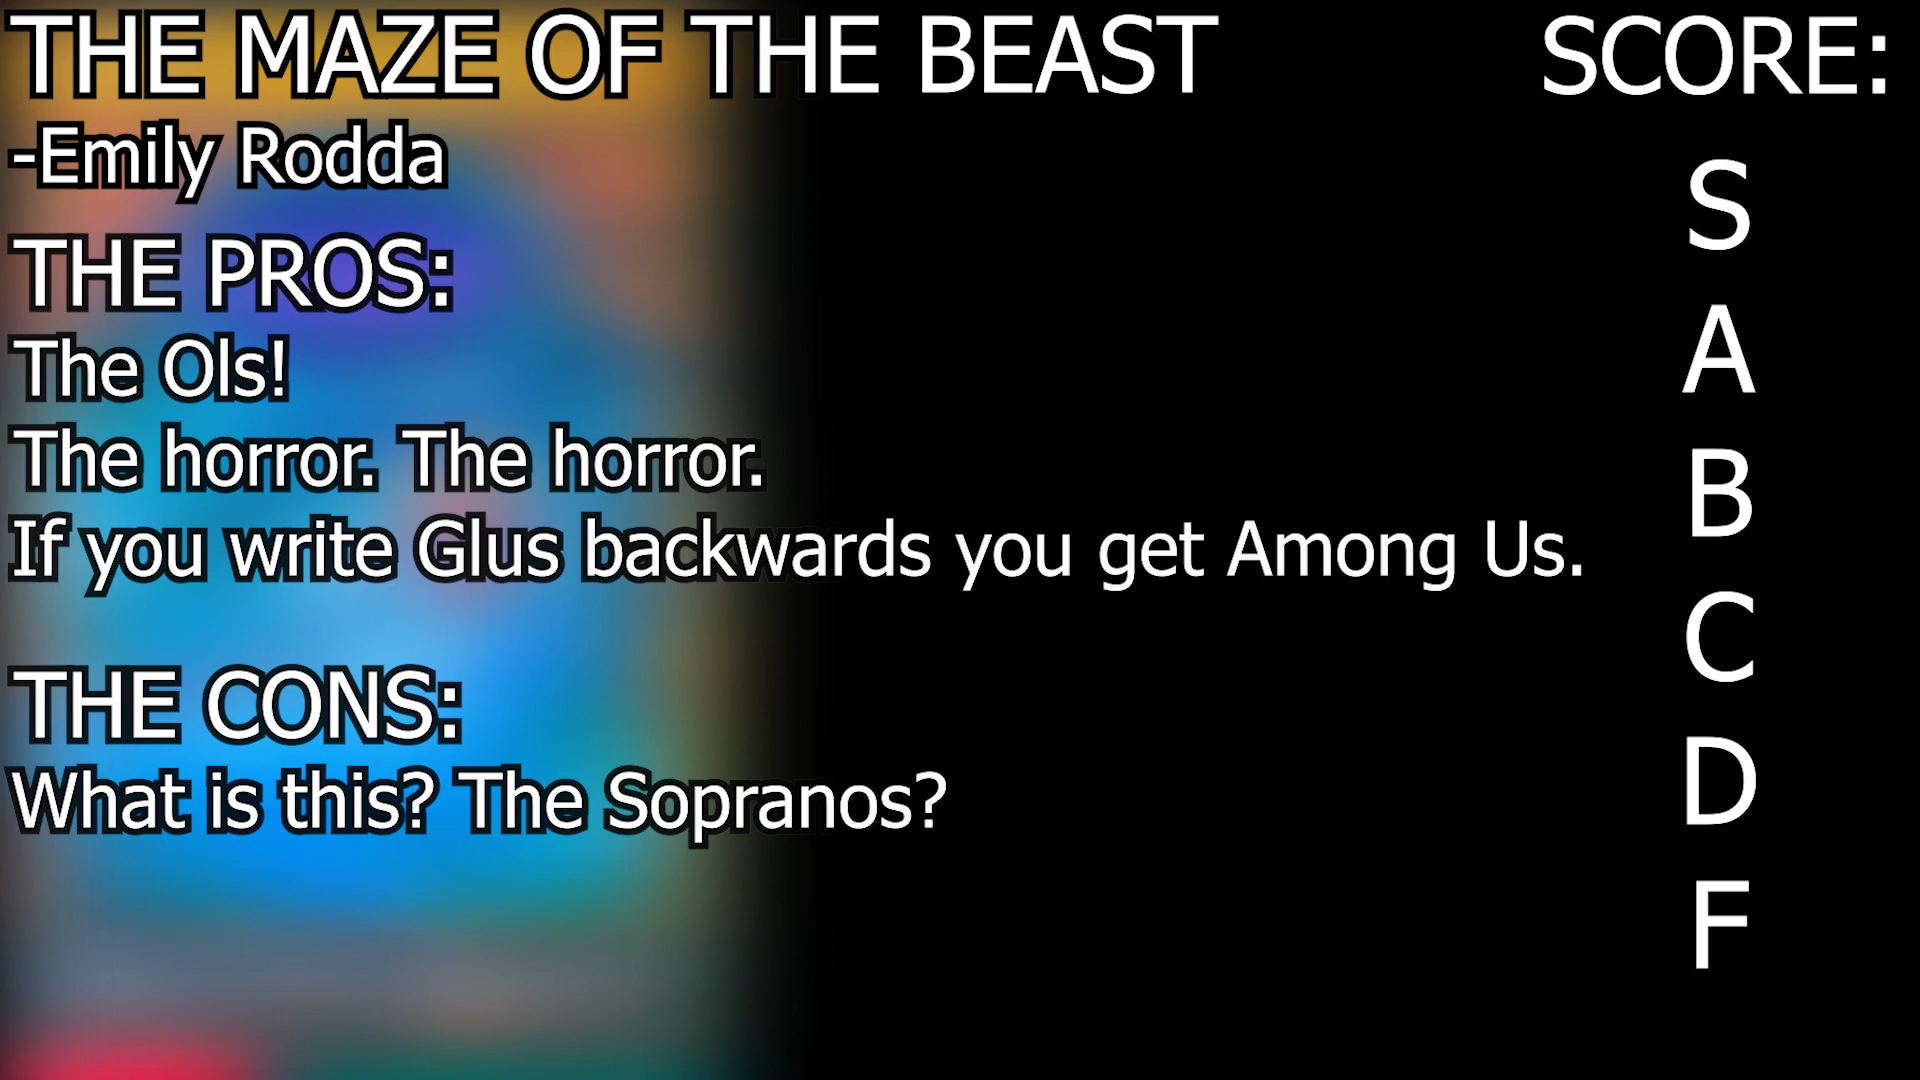 THE MAZE OF THE BEAST
-Emily Rodda
THE PROS:
The Ols!
The horror. The horror.
If you write Glus backwards you get Among Us.
THE CONS:
What is this? The Sopranos?
SCORE:
S
A
B
C
D
F